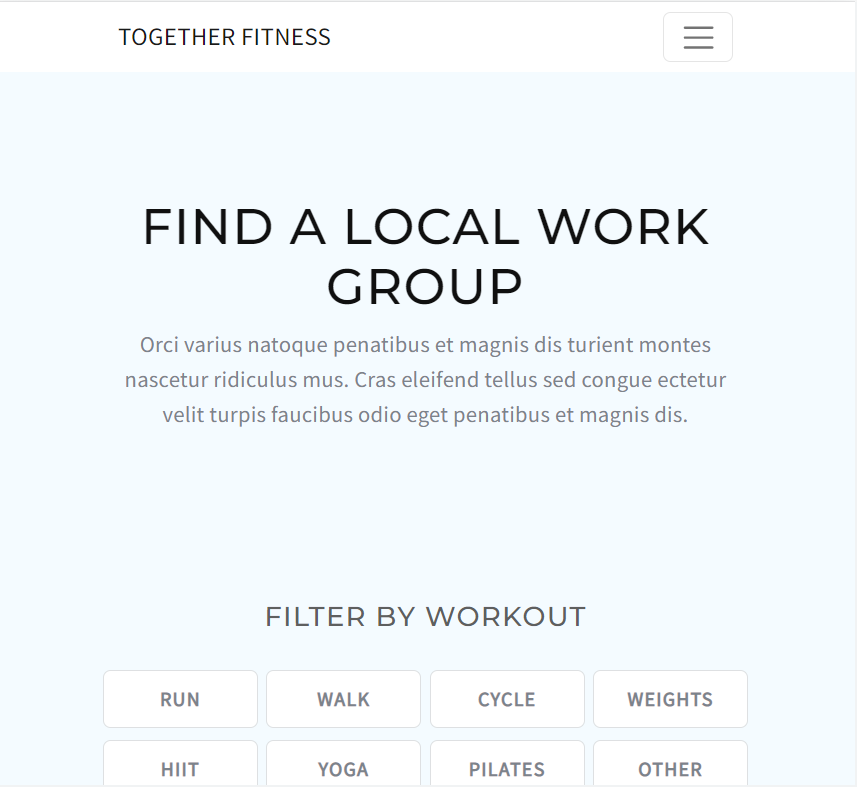 TOGETHER FITNESS
FIND A LOCAL WORK
GROUP
Orci varius natoque penatibus et magnis dis turient montes
nascetur ridiculus mus. Cras eleifend tellus sed congue ectetur
velit turpis faucibus odio eget penatibus et magnis dis.
FILTER BY WORKOUT
RUN WALK CYCLE WEIGHTS
HIIT YOGA PILATES OTHER